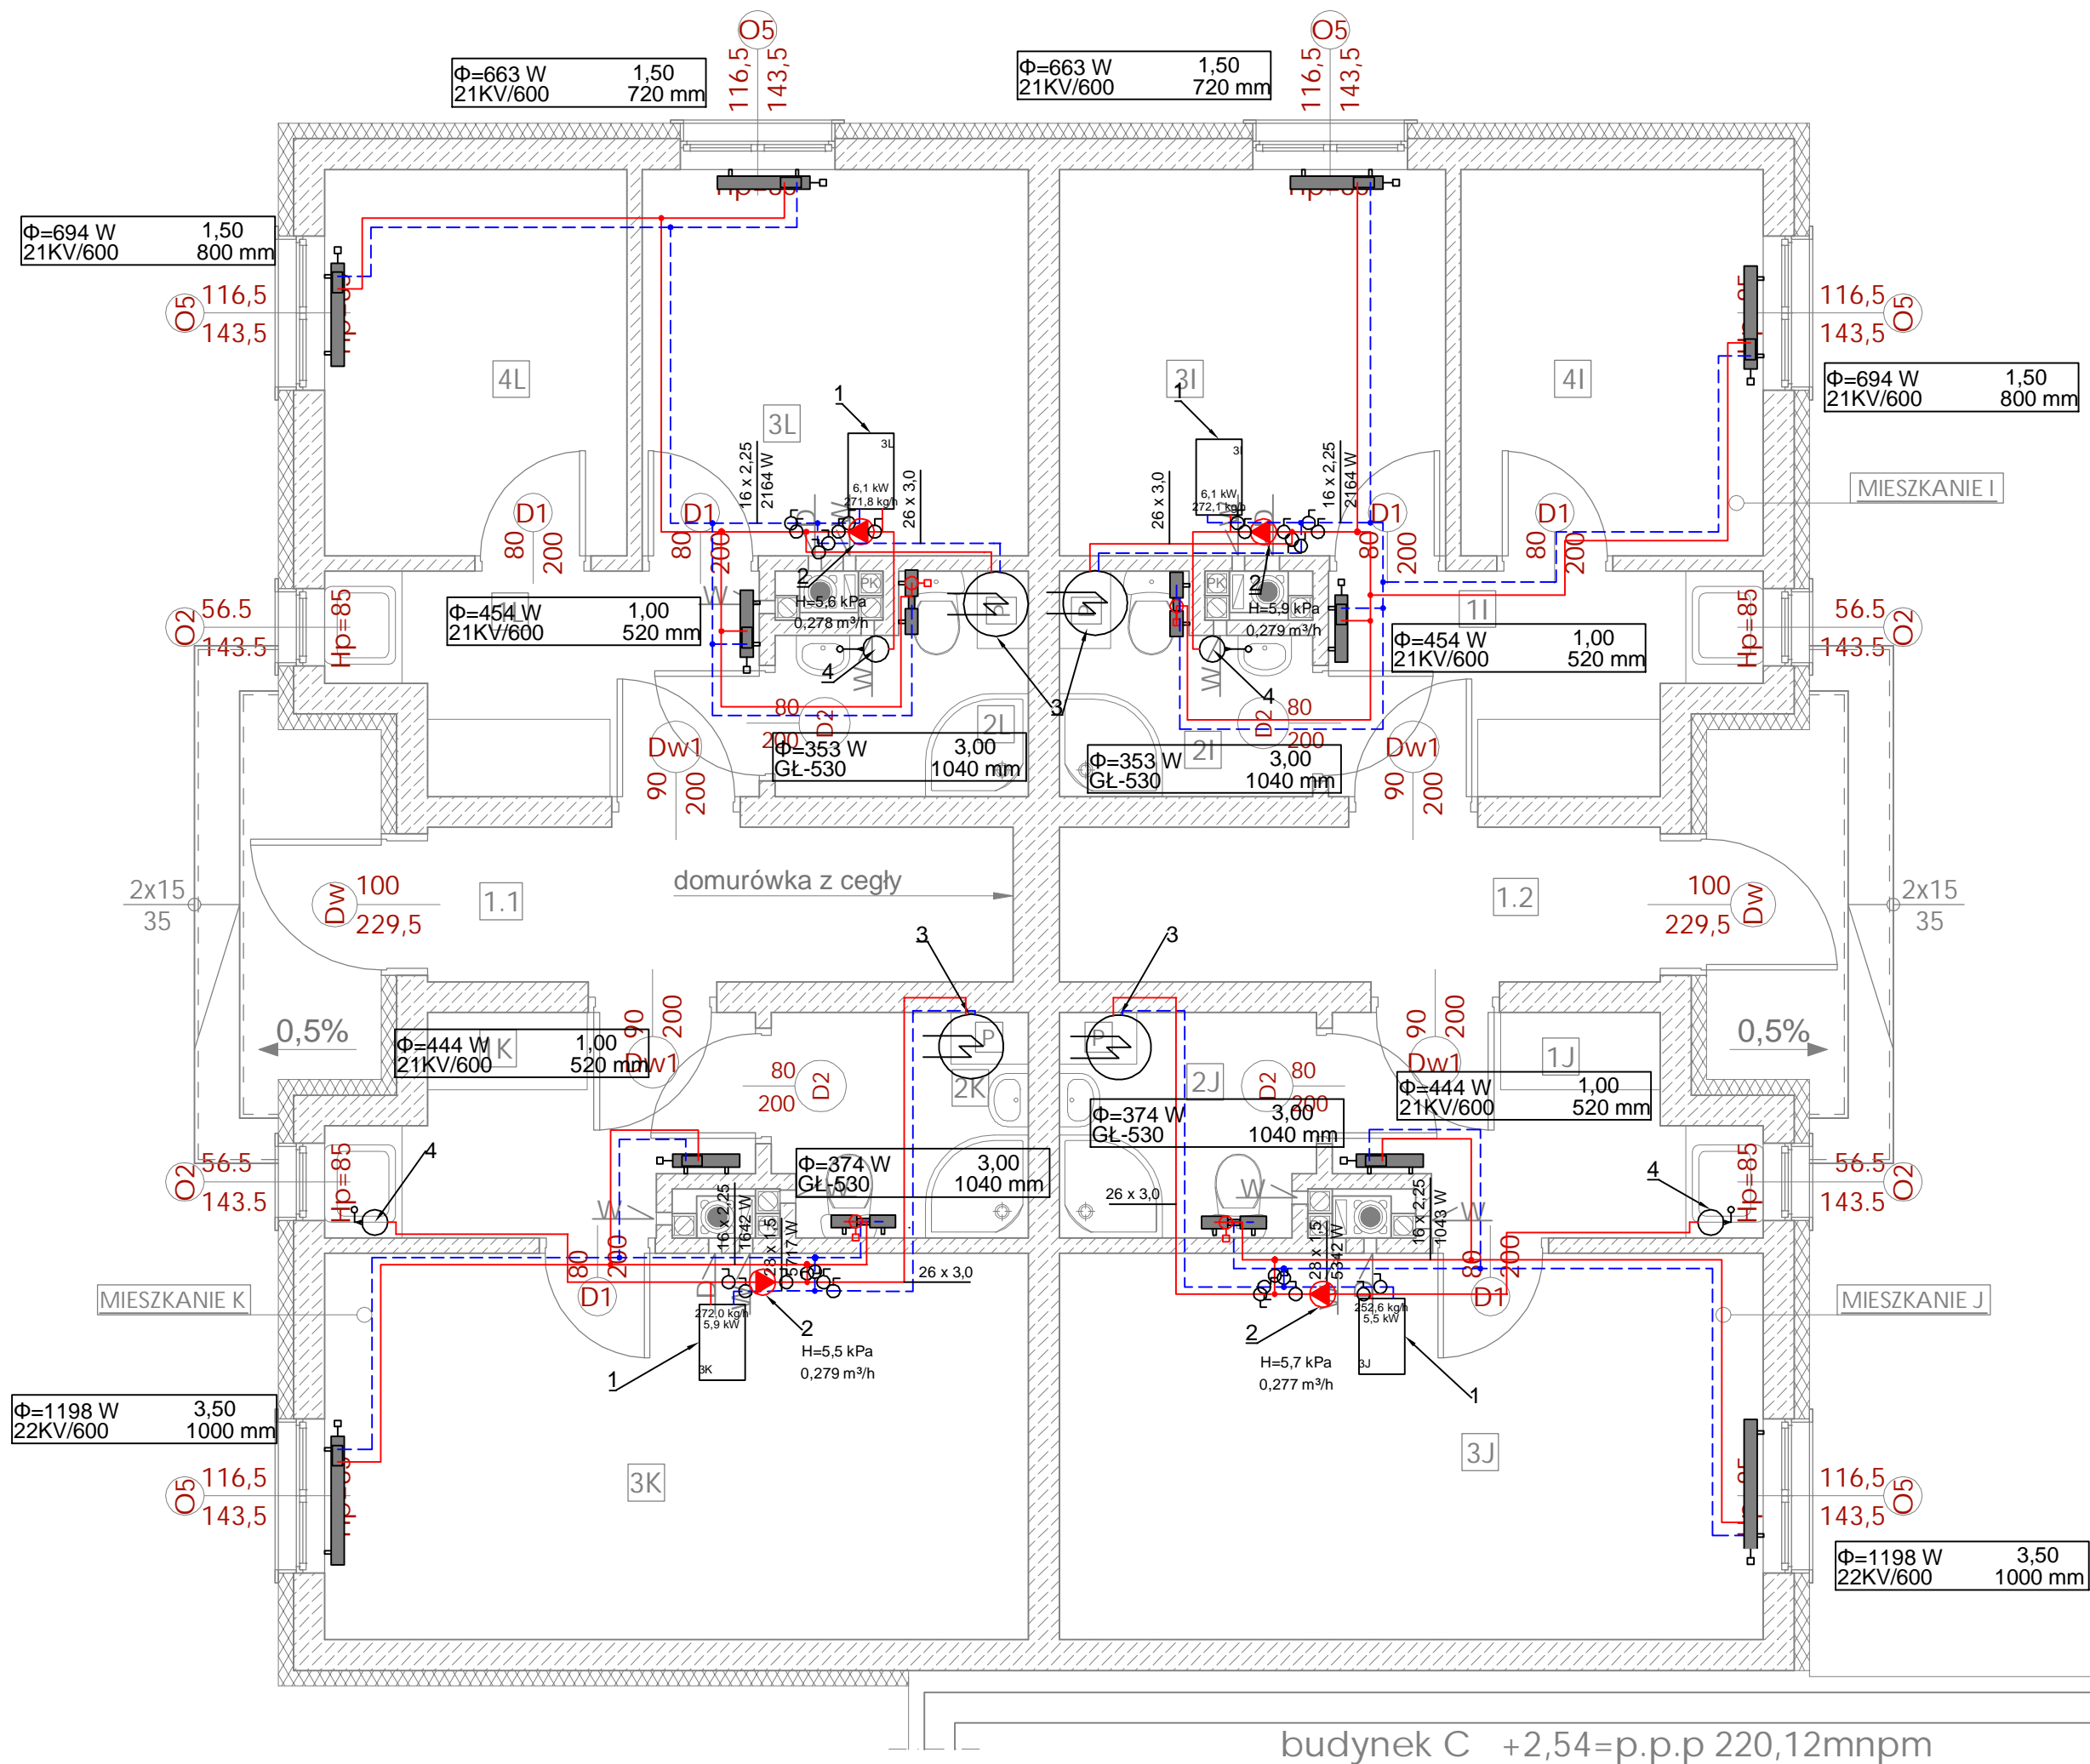 O5
116,5
143,5
O5
116,5
143,5
Φ=663 W 1,50
21KV/600 720 mm
Φ=663 W 1,50
21KV/600 720 mm
Φ=694 W 1,50
21KV/600 800 mm
O5
116,5
143,5
116,5
143,5
O5
Φ=694 W 1,50
21KV/600 800 mm
MIESZKANIE I
4L
3L
3I
4I
1
1
3L
6,1 kW
271,8 kg/h
3I
6,1 kW
272,1 kg/h
16 x 2,25
2164 W
26 x 3,0
26 x 3,0
16 x 2,25
2164 W
D1
80
200
D1
80
200
D1
80
200
D1
80
200
2
H=5,6 kPa
0,278 m³/h
2
H=5,9 kPa
0,279 m³/h
PK
PK
W
W
W
4
4
3
O2
56.5
143.5
Hp=85
Hp=85
56.5
143.5
O2
Φ=454 W 1,00
21KV/600 520 mm
1I
Φ=454 W 1,00
21KV/600 520 mm
D2
80
200
2L
D2
80
200
2I
Φ=353 W 3,00
GŁ-530 1040 mm
Φ=353 W 3,00
GŁ-530 1040 mm
Dw1
90
200
Dw1
90
200
2x15
35
Dw
100
229,5
1.1
domurówka z cegły
1.2
100
229,5
Dw
2x15
35
3
3
0,5%
0,5%
1K
Φ=444 W 1,00
21KV/600 520 mm
Dw1
90
200
D2
80
200
2K
P
P
2J
D2
80
200
Dw1
90
200
1J
Φ=444 W 1,00
21KV/600 520 mm
Φ=374 W 3,00
GŁ-530 1040 mm
Φ=374 W 3,00
GŁ-530 1040 mm
O2
56.5
143.5
Hp=85
4
4
Hp=85
56.5
143.5
O2
W
W
W
W
16 x 2,25
1642 W
28 x 1,5
5717 W
26 x 3,0
26 x 3,0
28 x 1,5
5342 W
16 x 2,25
1043 W
D1
80
200
D1
80
200
MIESZKANIE K
MIESZKANIE J
272,0 kg/h
5,9 kW
3K
1
2
H=5,5 kPa
0,279 m³/h
2
H=5,7 kPa
0,277 m³/h
252,6 kg/h
5,5 kW
3J
1
Φ=1198 W 3,50
22KV/600 1000 mm
O5
116,5
143,5
3K
3J
116,5
143,5
O5
Φ=1198 W 3,50
22KV/600 1000 mm
budynek C +2,54=p.p.p 220,12mnpm